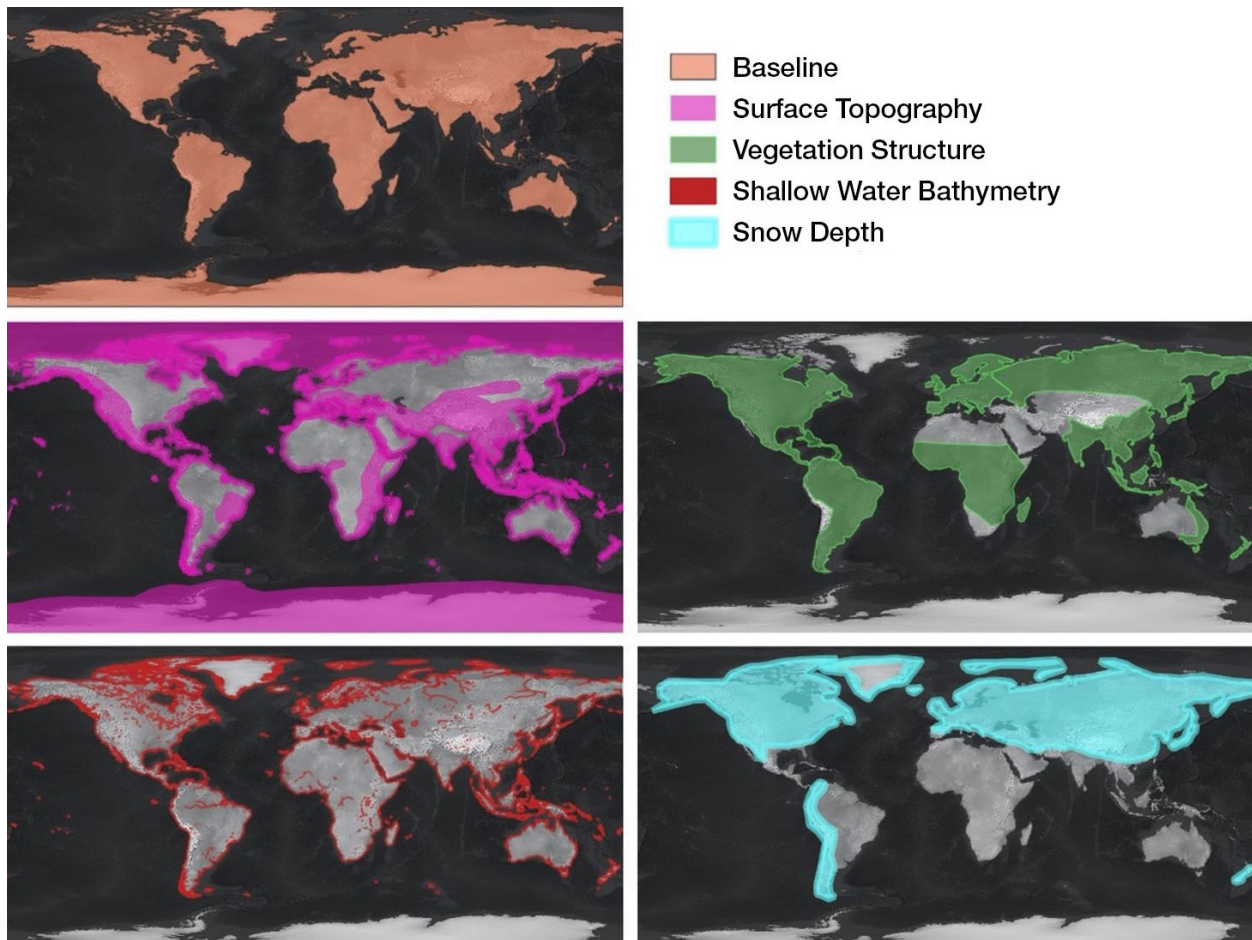 Baseline
Surface Topography
Vegetation Structure
Shallow Water Bathymetry
Snow Depth